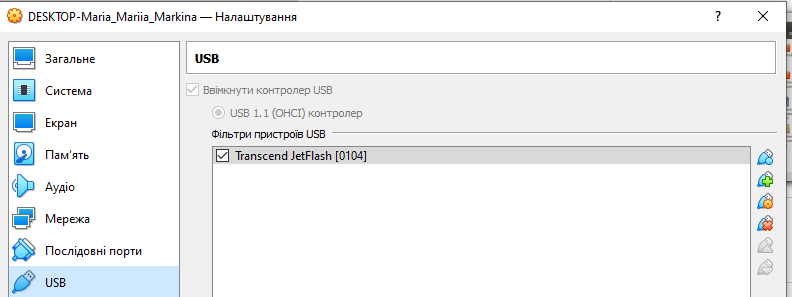 DESKTOP-Maria_Mariia_Markina — Налаштування
?
Загальне
Система
Екран
Пам'ять
Аудіо
Мережа
Послідовні порти
USB
USB
Ввімкнути контролер USB
USB 1.1 (OHCI) контролер
Фільтри пристроїв USB
Transcend JetFlash [0104]